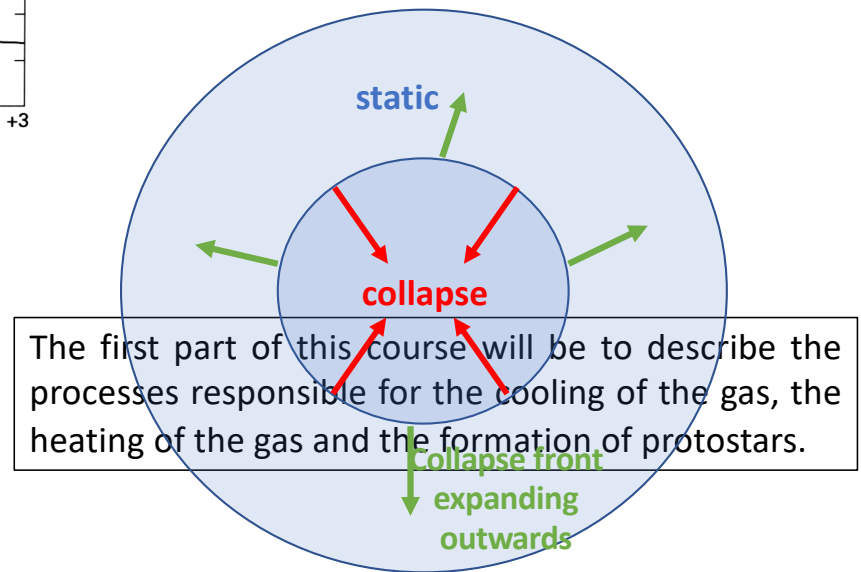 static
+3
collapse
The first part of this course will be to describe the
processes responsible for the cooling of the gas, the
heating of the gas and the formation of protostars.
Collapse front
expanding
outwards